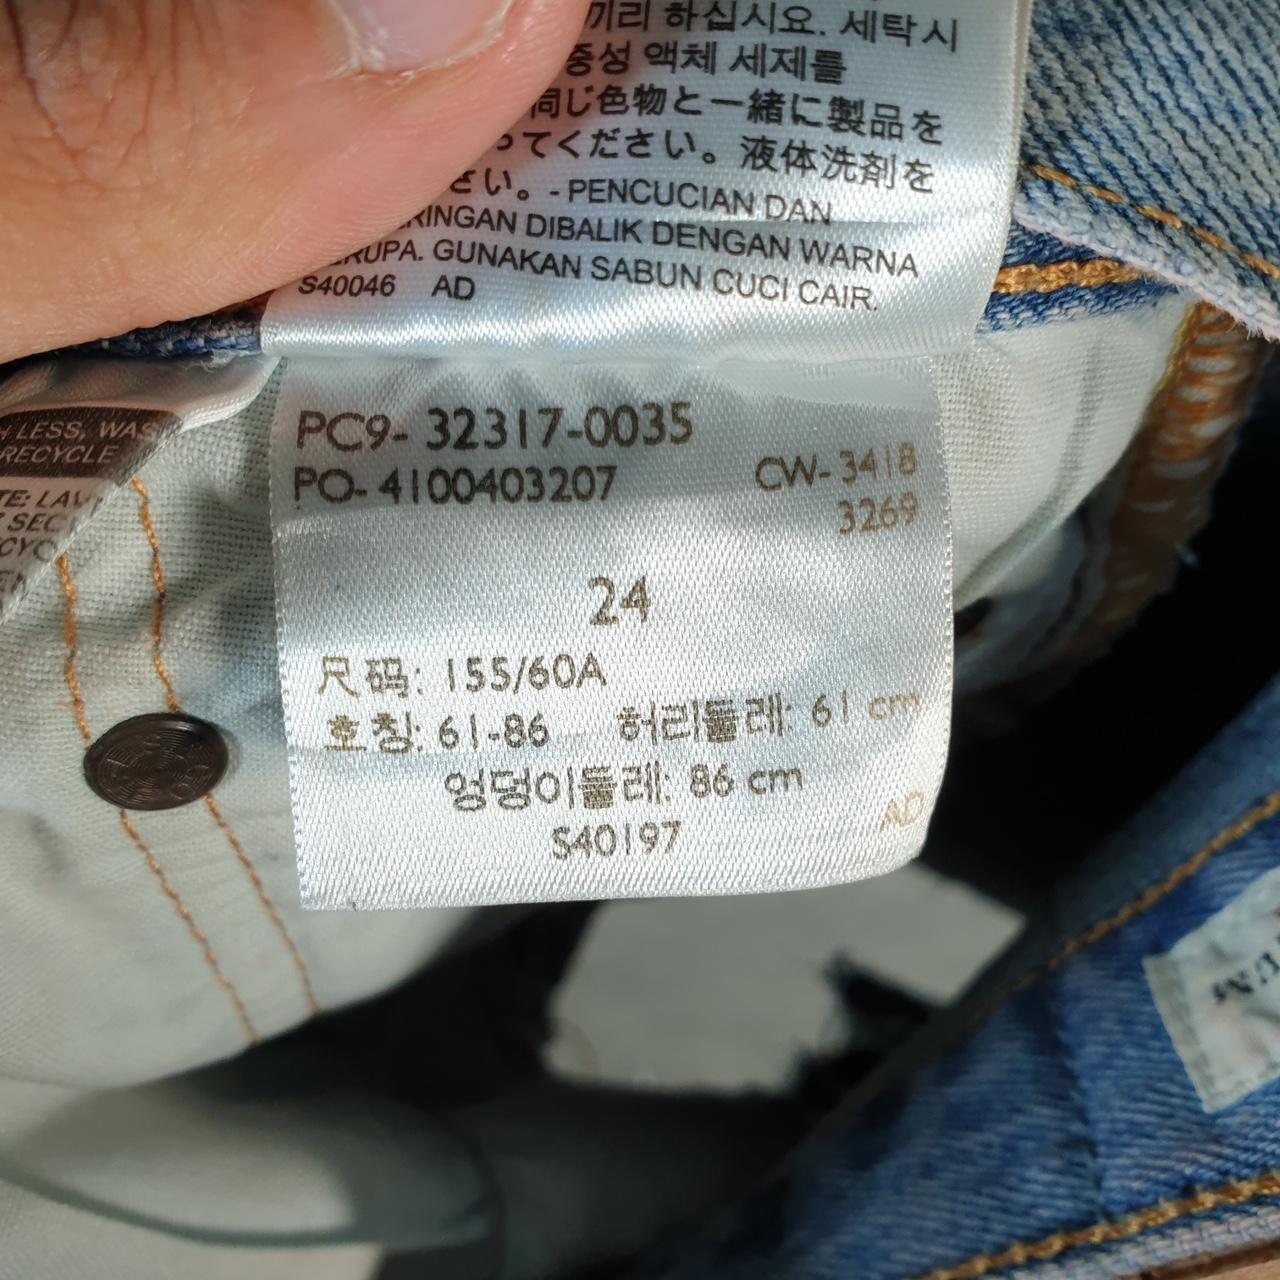 끼리 하십시오. 세탁시
중성 액체 세제를
同じ色物と一緒に製品を
ってください。液体洗剤を
さい。- PENCUCIAN DAN
DIBALIK DENGAN WARNA
GUNAKAN SABUN CUCI CAIR.
S40046 AD
LESS, WASH
RECYCLE
PC9- 32317-0035
PO- 4100403207
CW- 3418
3269
24
尺码: 155/60A
호칭: 61-86 허리둘레: 61 cm
엉덩이둘레: 86 cm
S40197
AD